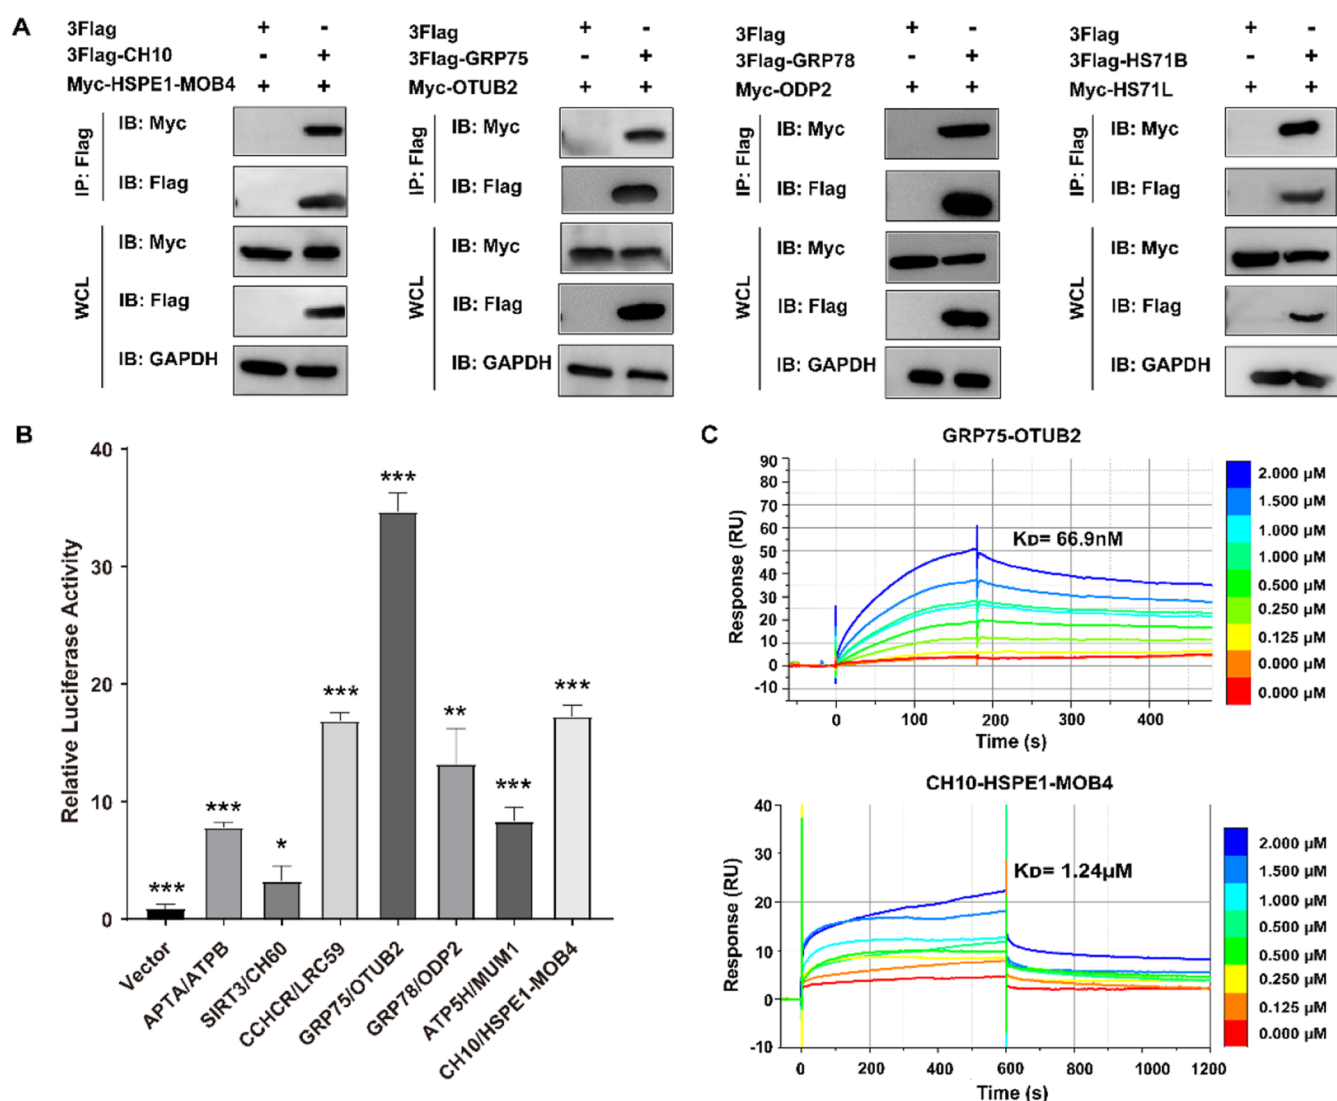 A
3Flag + -
3Flag-CH10 - +
Myc-HSPE1-MOB4 + +
IP: Flag
IB: Myc
IB: Flag
WCL
IB: Myc
IB: Flag
IB: GAPDH
3Flag + -
3Flag-GRP75 - +
Myc-OTUB2 + +
IP: Flag
IB: Myc
IB: Flag
WCL
IB: Myc
IB: Flag
IB: GAPDH
3Flag + -
3Flag-GRP78 - +
Myc-ODP2 + +
IP: Flag
IB: Myc
IB: Flag
WCL
IB: Myc
IB: Flag
IB: GAPDH
3Flag + -
3Flag-HS71B - +
Myc-HS71L + +
IP: Flag
IB: Myc
IB: Flag
WCL
IB: Myc
IB: Flag
IB: GAPDH
B
Relative Luciferase Activity
40
30
20
10
0
***
***
*
***
***
**
***
***
Vector
APTA/ATPB
SIRT3/CH60
CCHCR/LRC59
GRP75/OTUB2
GRP78/ODP2
ATP5H/MUM1
CH10/HSPE1-MOB4
C
GRP75-OTUB2
Response (RU)
90
80
70
60
50
40
30
20
10
0
-10
KD= 66.9nM
0 100 200 300 400
Time (s)
2.000 µM
1.500 µM
1.000 µM
1.000 µM
0.500 µM
0.250 µM
0.125 µM
0.000 µM
0.000 µM
CH10-HSPE1-MOB4
Response (RU)
40
30
20
10
0
-10
KD= 1.24µM
0 200 400 600 800 1000 1200
Time (s)
2.000 µM
1.500 µM
1.000 µM
0.500 µM
0.500 µM
0.250 µM
0.125 µM
0.000 µM